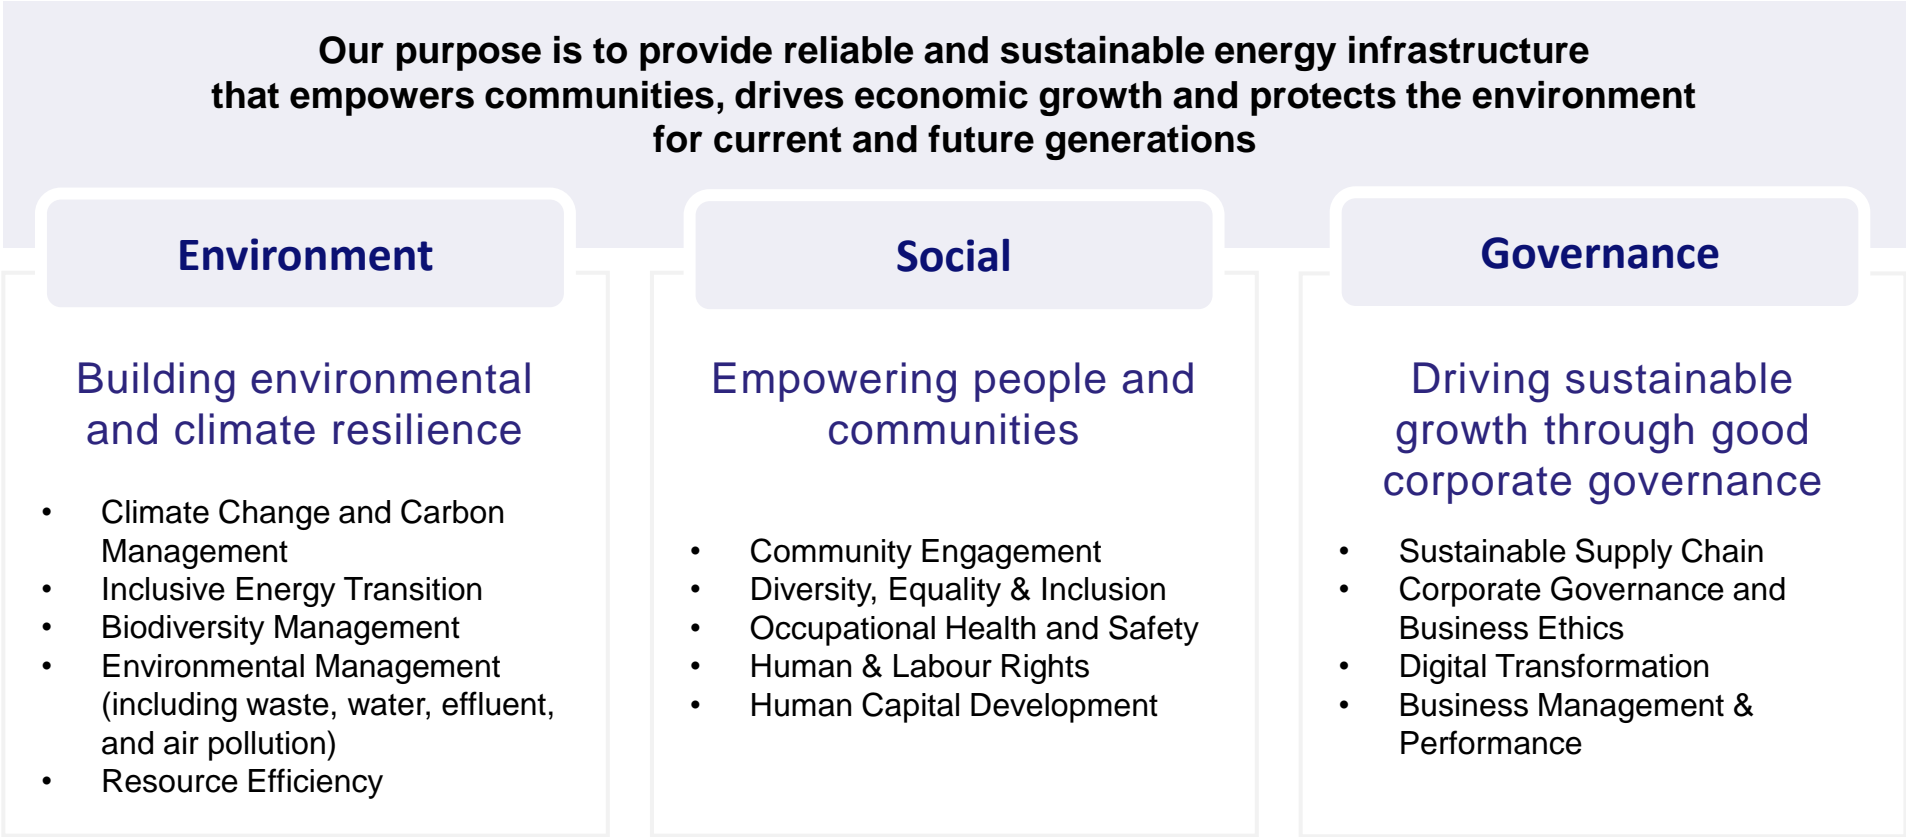 Our purpose is to provide reliable and sustainable energy infrastructure
that empowers communities, drives economic growth and protects the environment
for current and future generations
Environment
Building environmental
and climate resilience
• Climate Change and Carbon
Management
• Inclusive Energy Transition
• Biodiversity Management
• Environmental Management
(including waste, water, effluent,
and air pollution)
• Resource Efficiency
Social
Empowering people and
communities
• Community Engagement
• Diversity, Equality & Inclusion
• Occupational Health and Safety
• Human & Labour Rights
• Human Capital Development
Governance
Driving sustainable
growth through good
corporate governance
• Sustainable Supply Chain
• Corporate Governance and
Business Ethics
• Digital Transformation
• Business Management &
Performance